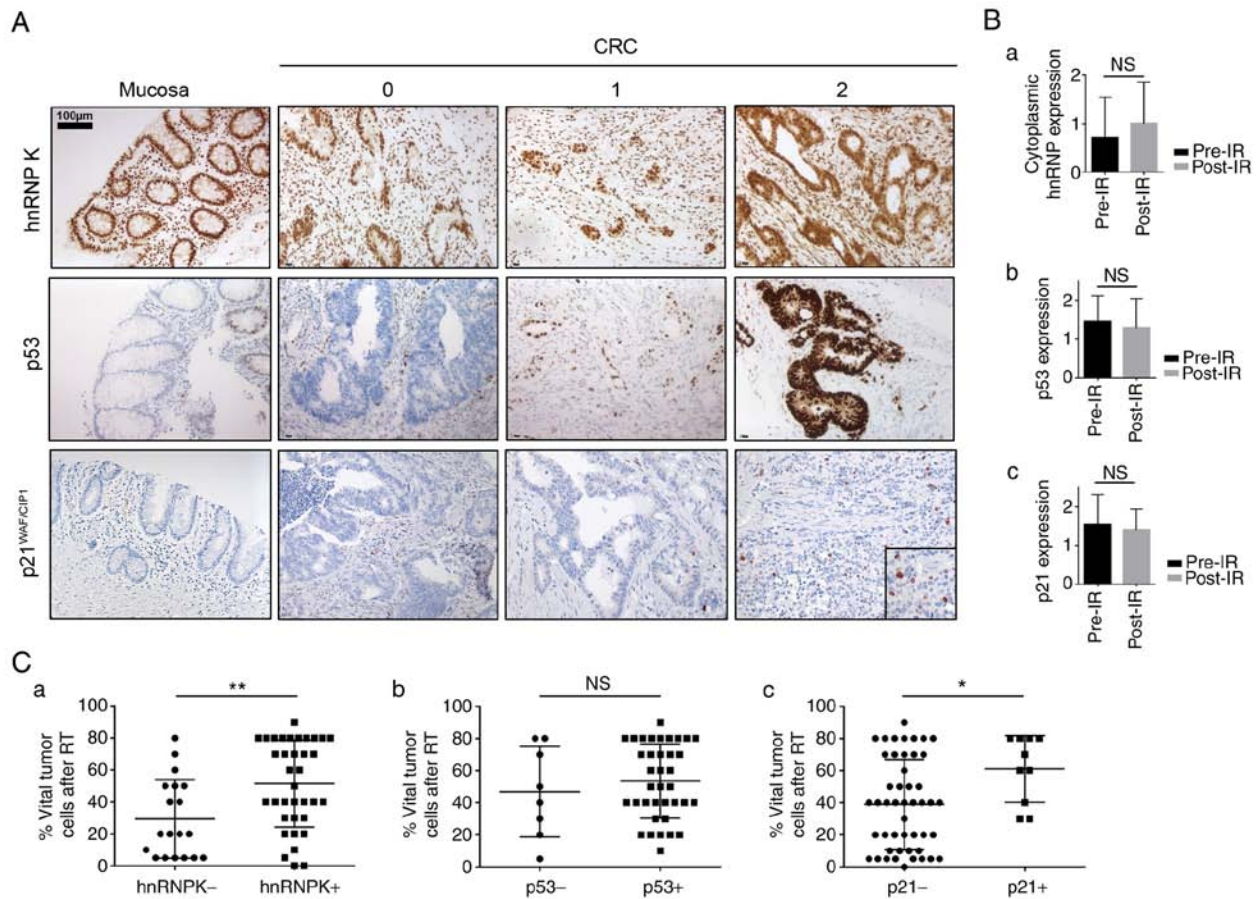 A
CRC
Mucosa
0
1
2
100µm
hnRNP K
p53
p21WAF/CIP1
B
a
Cytoplasmic
hnRNP expression
2
1
0
NS
Pre-IR
Post-IR
Pre-IR
Post-IR
b
p53 expression
2
1
0
NS
Pre-IR
Post-IR
Pre-IR
Post-IR
c
p21 expression
2
1
0
NS
Pre-IR
Post-IR
Pre-IR
Post-IR
C
a
**
% Vital tumor
cells after RT
100
80
60
40
20
0
hnRNPK–
hnRNPK+
b
NS
% Vital tumor
cells after RT
100
80
60
40
20
0
p53–
p53+
c
*
% Vital tumor
cells after RT
100
80
60
40
20
0
p21–
p21+